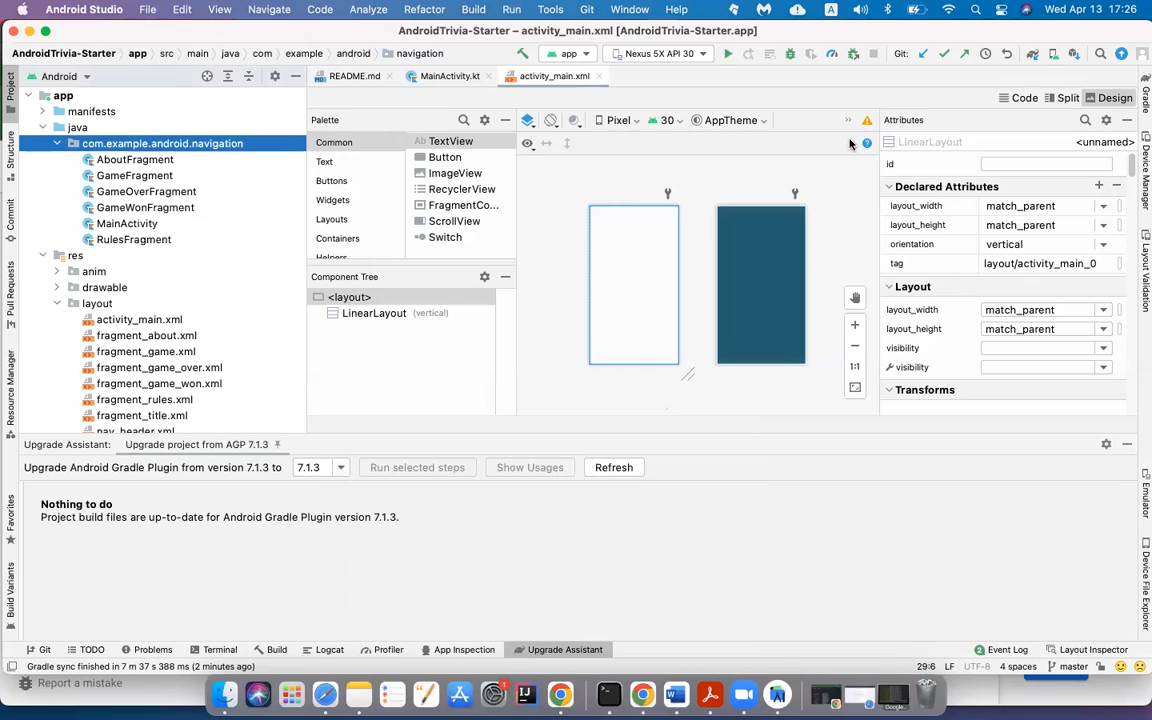 Android Studio File Edit View Navigate Code Analyze Refactor Build Run Tools Git Window Help A Wed Apr 13 17:26
AndroidTrivia-Starter – activity_main.xml [AndroidTrivia-Starter.app]
AndroidTrivia-Starter app src main java com example android navigation app Nexus 5X API 30 Git:
Project Android README.md MainActivity.kt activity_main.xml
Code Split Design
app
manifests
java
com.example.android.navigation
AboutFragment
GameFragment
GameOverFragment
GameWonFragment
MainActivity
RulesFragment
res
anim
drawable
layout
activity_main.xml
fragment_about.xml
fragment_game.xml
fragment_game_over.xml
fragment_game_won.xml
fragment_rules.xml
fragment_title.xml
nav_header.xml
Palette
Common
Text
Buttons
Widgets
Layouts
Containers
Helpers
Ab TextView
Button
ImageView
RecyclerView
FragmentCo...
ScrollView
Switch
Component Tree
<layout>
LinearLayout (vertical)
Pixel 30 AppTheme
1:1
Attributes
LinearLayout <unnamed>
id
Declared Attributes
layout_width match_parent
layout_height match_parent
orientation vertical
tag layout/activity_main_0
Layout
layout_width match_parent
layout_height match_parent
visibility
visibility
Transforms
Structure
Commit
Pull Requests
Resource Manager
Favorites
Build Variants
Gradle
Device Manager
Layout Validation
Emulator
Device File Explorer
Upgrade Assistant: Upgrade project from AGP 7.1.3
Upgrade Android Gradle Plugin from version 7.1.3 to 7.1.3 Run selected steps Show Usages Refresh
Nothing to do
Project build files are up-to-date for Android Gradle Plugin version 7.1.3.
Git TODO Problems Terminal Build Logcat Profiler App Inspection Upgrade Assistant 2 Event Log Layout Inspector
Gradle sync finished in 7 m 37 s 388 ms (2 minutes ago) 29:6 LF UTF-8 4 spaces master
Report a mistake